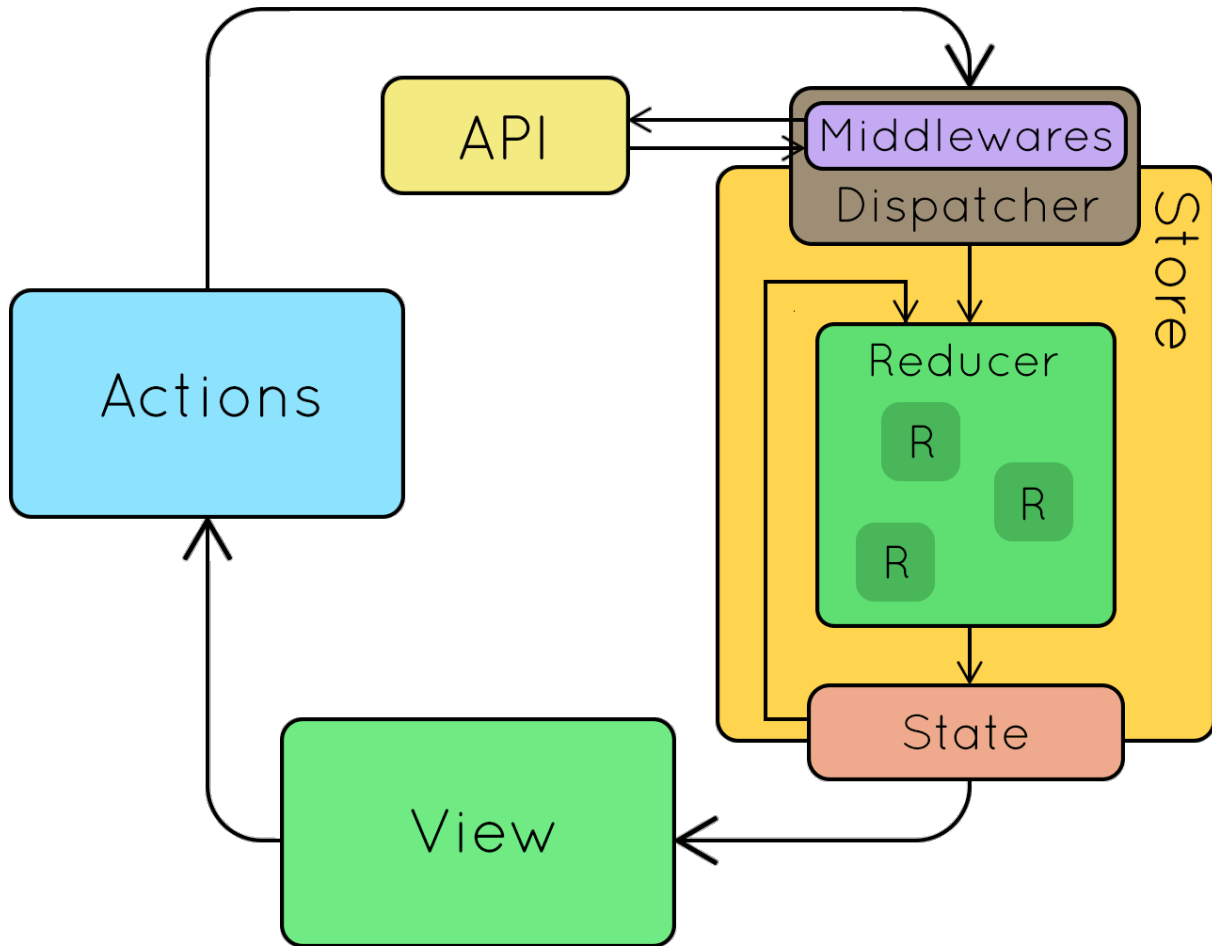 API
Middlewares
Dispatcher
Store
Reducer
R
R
R
Actions
State
View